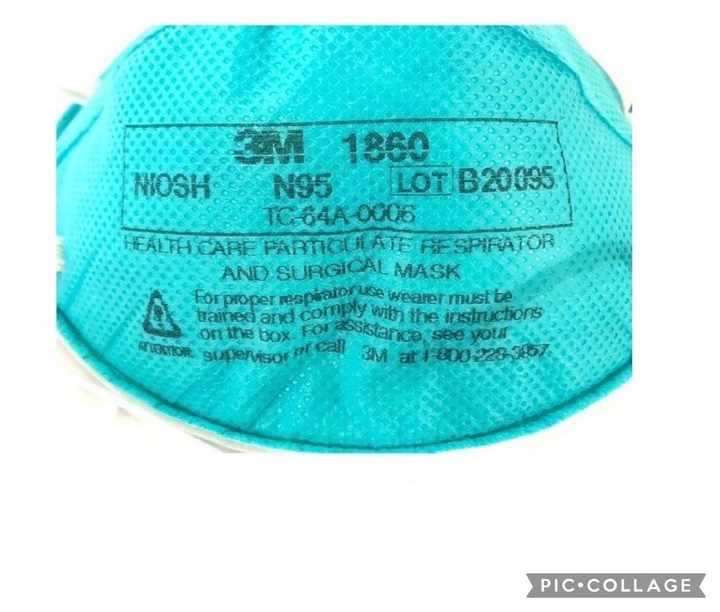 3M 1860
NIOSH N95 LOT B20095
TC-84A-0006
HEALTH CARE PARTICULATE RESPIRATOR
AND SURGICAL MASK
For proper respirator use wearer must be
trained and comply with the instructions
on the box. For assistance, see your
ATTENTION supervisor or call 3M at 1-800-228-3957
PIC•COLLAGE